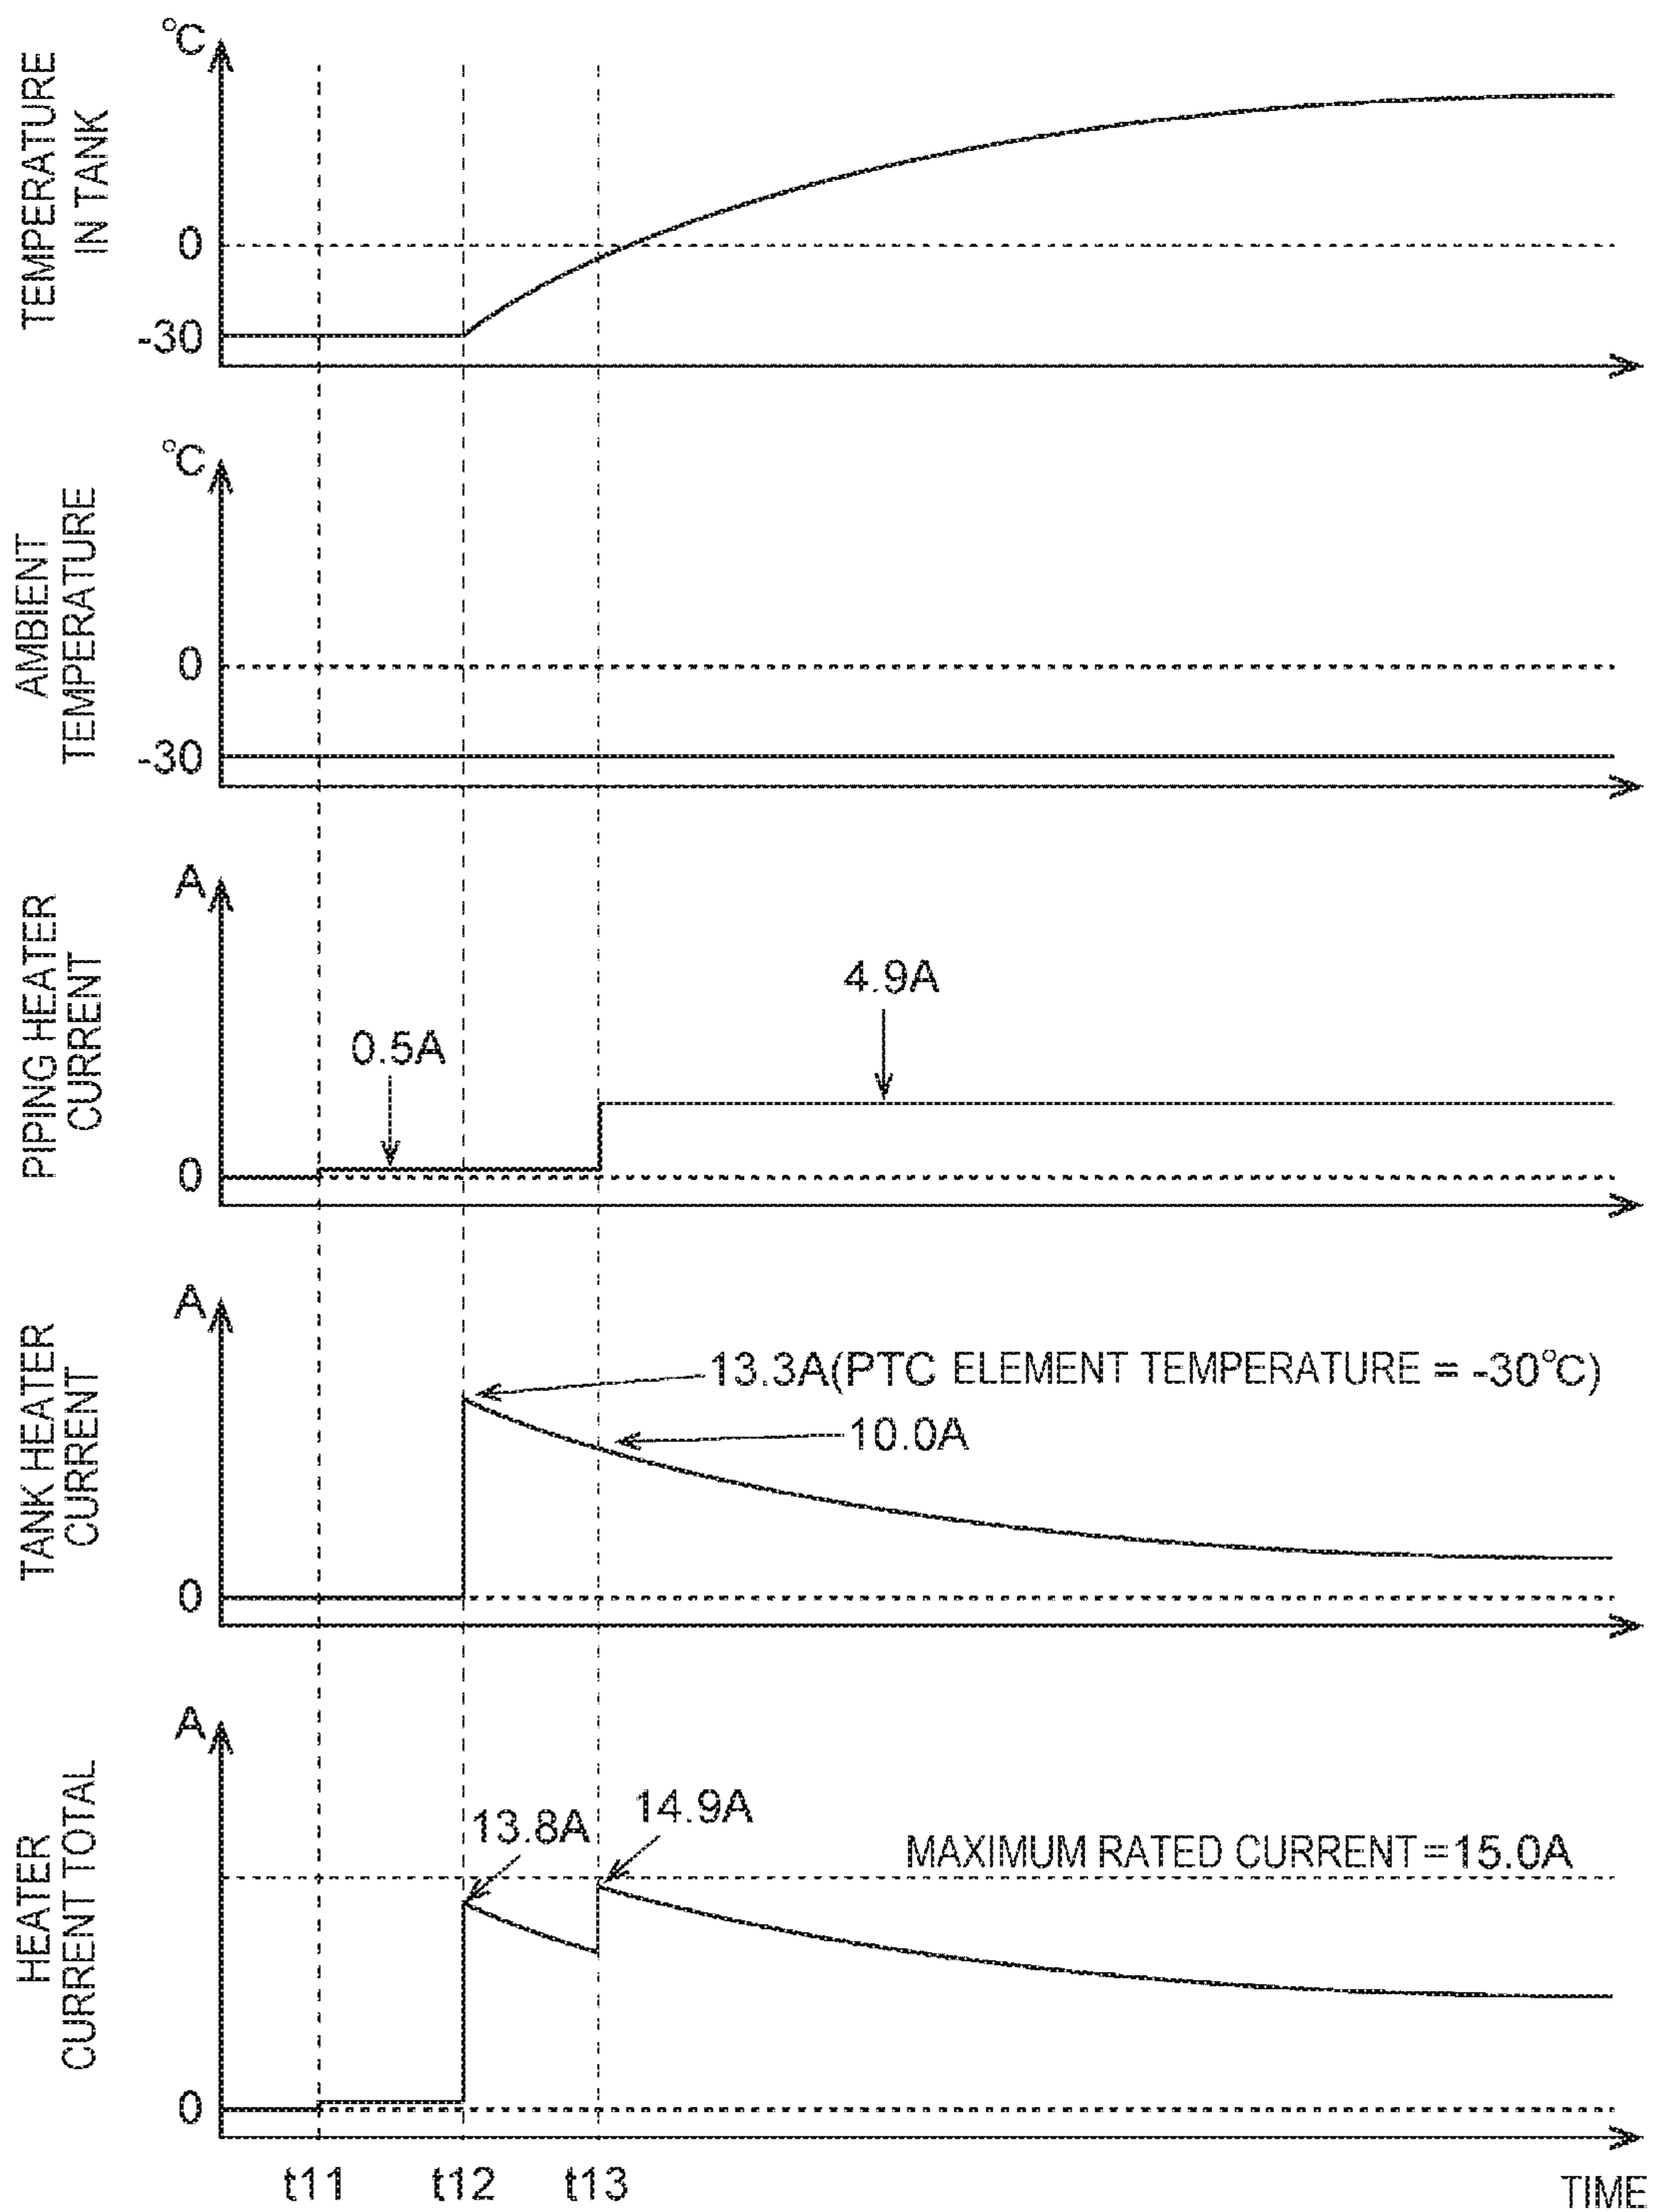 TEMPERATURE
IN TANK
°C
0
-30
AMBIENT
TEMPERATURE
°C
0
-30
PIPING HEATER
CURRENT
A
0.5A
4.9A
0
TANK HEATER
CURRENT
A
13.3A(PTC ELEMENT TEMPERATURE = -30°C)
10.0A
0
HEATER
CURRENT TOTAL
A
13.8A
14.9A
MAXIMUM RATED CURRENT=15.0A
0
t11
t12
t13
TIME